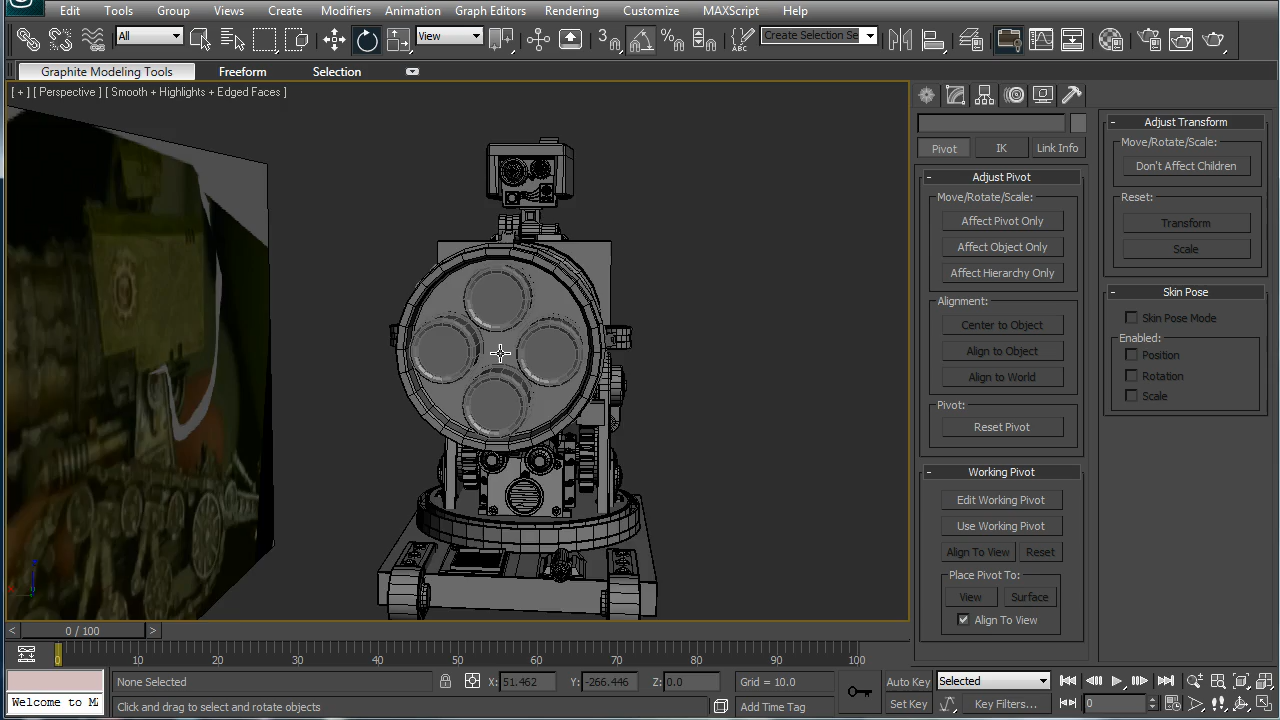 Edit Tools Group Views Create Modifiers Animation Graph Editors Rendering Customize MAXScript Help
All View 3 Create Selection Se
Graphite Modeling Tools Freeform Selection
[ + ] [ Perspective ] [ Smooth + Highlights + Edged Faces ]
Pivot IK Link Info
Adjust Pivot
Move/Rotate/Scale:
Affect Pivot Only
Affect Object Only
Affect Hierarchy Only
Alignment:
Center to Object
Align to Object
Align to World
Pivot:
Reset Pivot
Working Pivot
Edit Working Pivot
Use Working Pivot
Align To View Reset
Place Pivot To:
View Surface
Align To View
Adjust Transform
Move/Rotate/Scale:
Don't Affect Children
Reset:
Transform
Scale
Skin Pose
Skin Pose Mode
Enabled:
Position
Rotation
Scale
< 0 / 100 >
0 10 20 30 40 50 60 70 80 90 100
None Selected X: 51.462 Y: -266.446 Z: 0.0 Grid = 10.0 Auto Key Selected
Welcome to M Click and drag to select and rotate objects Add Time Tag Set Key Key Filters... 0